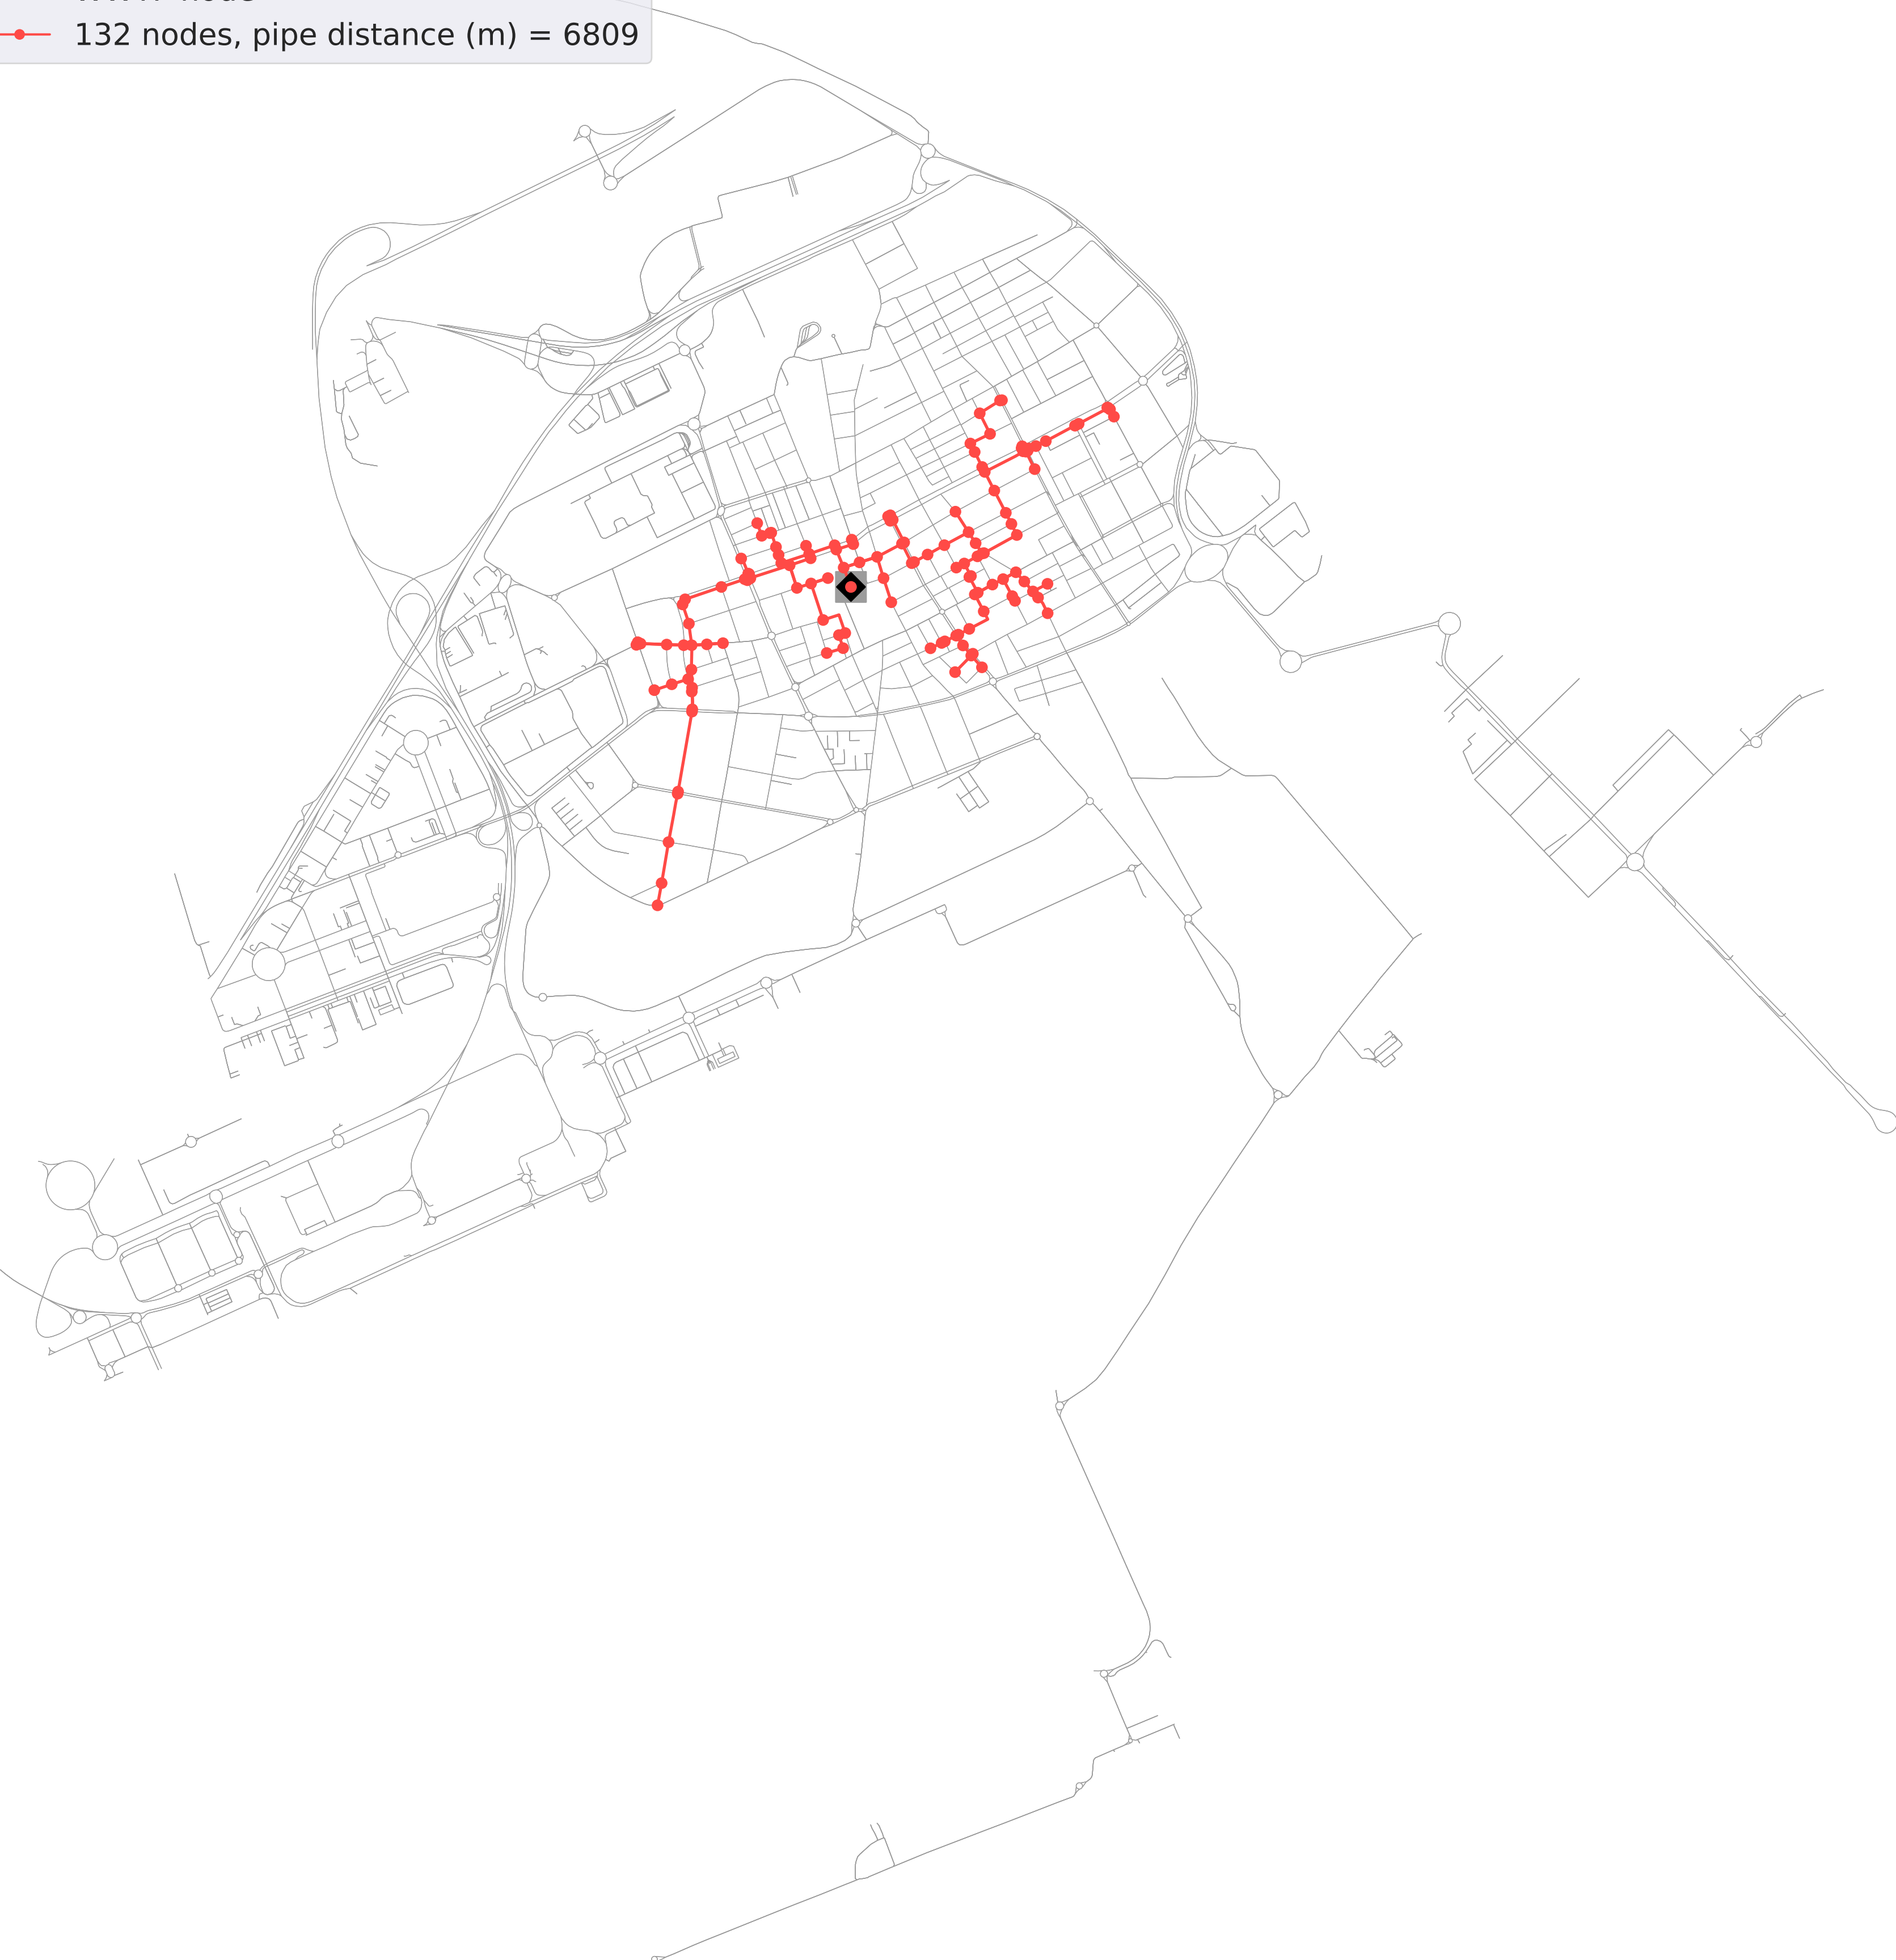 132 nodes, pipe distance (m) = 6809